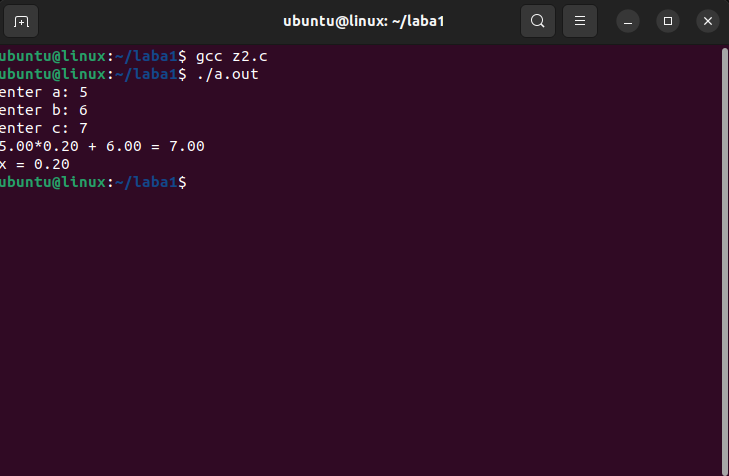 ubuntu@linux: ~/laba1
ubuntu@linux:~/laba1$ gcc z2.c
ubuntu@linux:~/laba1$ ./a.out
enter a: 5
enter b: 6
enter c: 7
5.00*0.20 + 6.00 = 7.00
x = 0.20
ubuntu@linux:~/laba1$